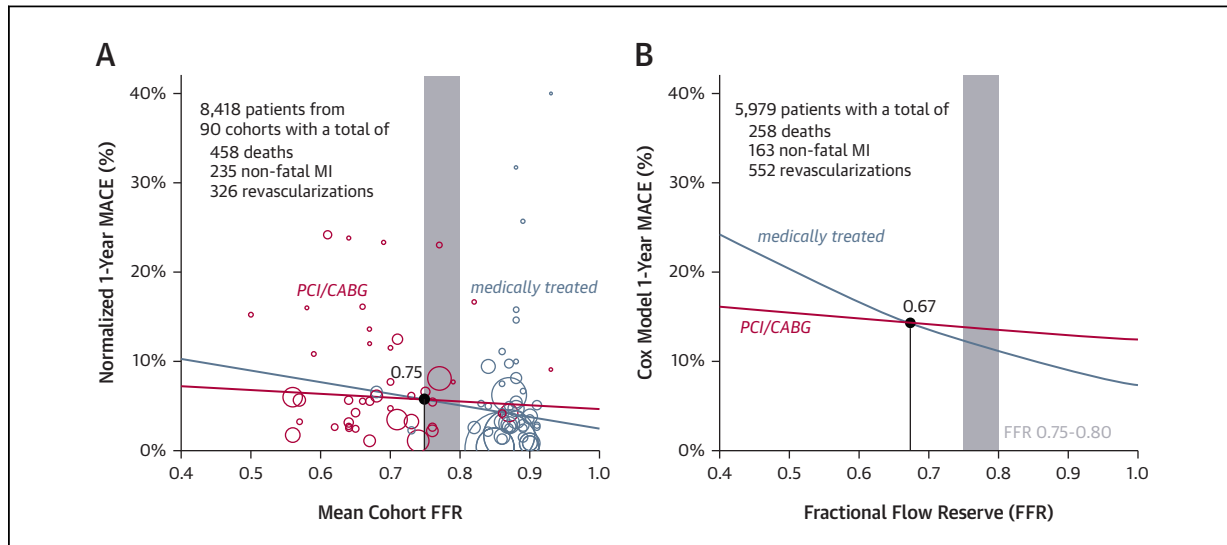 A
Normalized 1-Year MACE (%)
40%
30%
20%
10%
0%
8,418 patients from
90 cohorts with a total of
458 deaths
235 non-fatal MI
326 revascularizations
PCI/CABG
medically treated
0.75
0.4 0.5 0.6 0.7 0.8 0.9 1.0
Mean Cohort FFR
B
Cox Model 1-Year MACE (%)
40%
30%
20%
10%
0%
5,979 patients with a total of
258 deaths
163 non-fatal MI
552 revascularizations
medically treated
0.67
PCI/CABG
FFR 0.75-0.80
0.4 0.5 0.6 0.7 0.8 0.9 1.0
Fractional Flow Reserve (FFR)